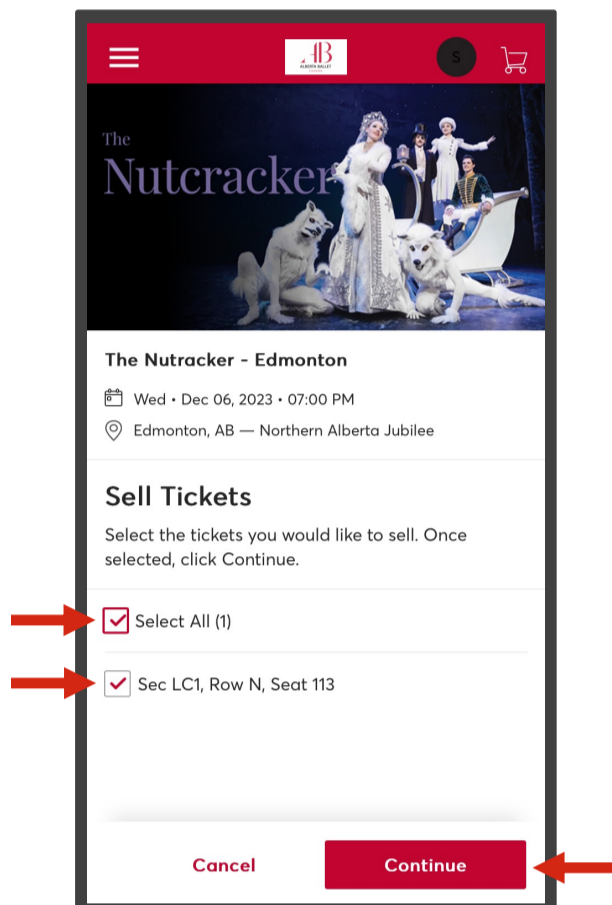 ALBERTA BALLET
S
The
Nutcracker
The Nutracker - Edmonton
Wed • Dec 06, 2023 • 07:00 PM
Edmonton, AB — Northern Alberta Jubilee
Sell Tickets
Select the tickets you would like to sell. Once
selected, click Continue.
Select All (1)
Sec LC1, Row N, Seat 113
Cancel
Continue